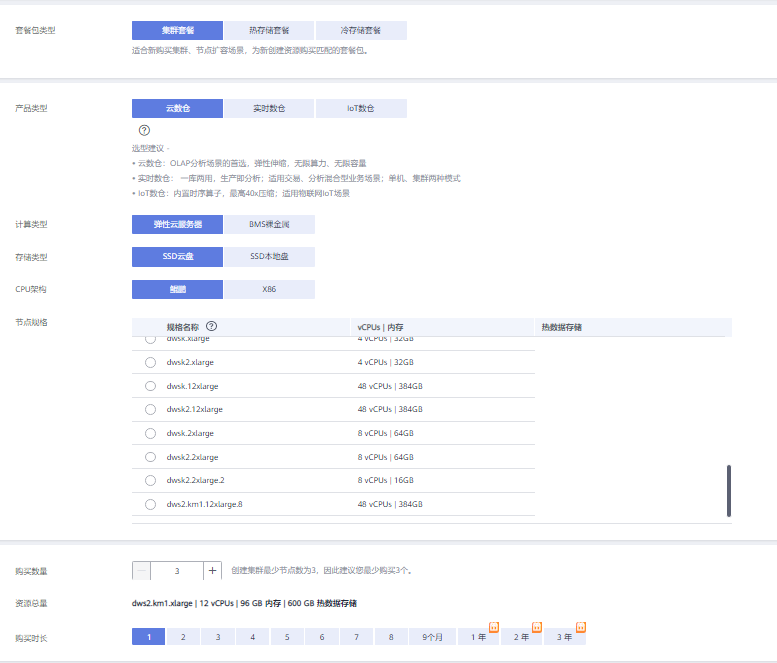 套餐包类型 集群套餐 热存储套餐 冷存储套餐
适合新购买集群、节点扩容场景，为新创建资源购买匹配的套餐包。
产品类型 云数仓 实时数仓 IoT数仓
?
选型建议 -
• 云数仓：OLAP分析场景的首选，弹性伸缩，无限算力、无限容量
• 实时数仓： 一库两用，生产即分析；适用交易、分析混合型业务场景；单机、集群两种模式
• IoT数仓：内置时序算子，最高40x压缩；适用物联网IoT场景
计算类型 弹性云服务器 BMS裸金属
存储类型 SSD云盘 SSD本地盘
CPU架构 鲲鹏 X86
节点规格 规格名称 ? vCPUs | 内存 热数据存储
dwsk.xlarge 4 vCPUs | 32GB
dwsk2.xlarge 4 vCPUs | 32GB
dwsk.12xlarge 48 vCPUs | 384GB
dwsk2.12xlarge 48 vCPUs | 384GB
dwsk.2xlarge 8 vCPUs | 64GB
dwsk2.2xlarge 8 vCPUs | 64GB
dwsk2.2xlarge.2 8 vCPUs | 16GB
dws2.km1.12xlarge.8 48 vCPUs | 384GB
购买数量 — 3 + 创建集群最少节点数为3，因此建议您最少购买3个。
资源总量 dws2.km1.xlarge | 12 vCPUs | 96 GB 内存 | 600 GB 热数据存储
购买时长 1 2 3 4 5 6 7 8 9个月 1 年 2 年 3 年